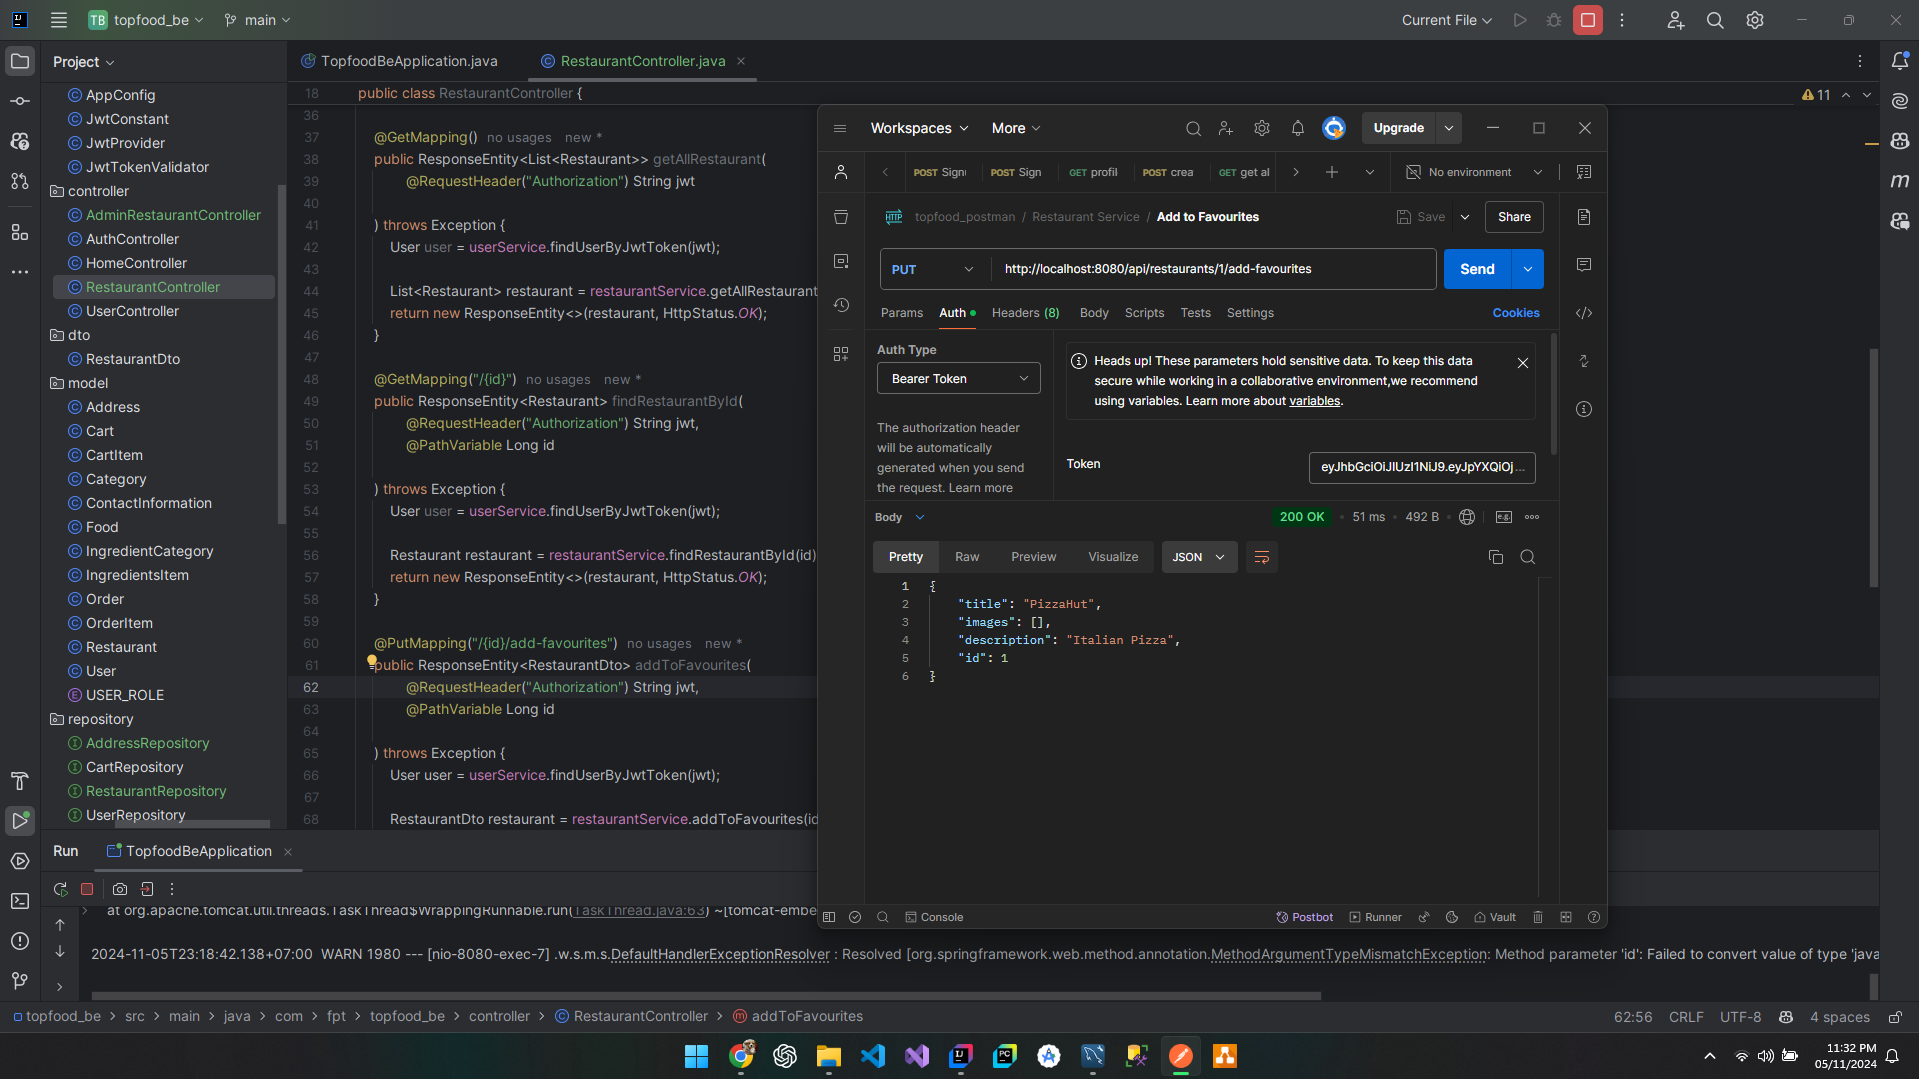 TB topfood_be main Current File
Project
TopfoodBeApplication.java RestaurantController.java
AppConfig
JwtConstant
JwtProvider
JwtTokenValidator
controller
AdminRestaurantController
AuthController
HomeController
RestaurantController
UserController
dto
RestaurantDto
model
Address
Cart
CartItem
Category
ContactInformation
Food
IngredientCategory
IngredientsItem
Order
OrderItem
Restaurant
User
USER_ROLE
repository
AddressRepository
CartRepository
RestaurantRepository
UserRepository
18 public class RestaurantController {
11
36
37 @GetMapping() no usages new *
38 public ResponseEntity<List<Restaurant>> getAllRestaurant(
39 @RequestHeader("Authorization") String jwt
40
41 ) throws Exception {
42 User user = userService.findUserByJwtToken(jwt);
43
44 List<Restaurant> restaurant = restaurantService.getAllRestaurant
45 return new ResponseEntity<>(restaurant, HttpStatus.OK);
46 }
47
48 @GetMapping("/{id}") no usages new *
49 public ResponseEntity<Restaurant> findRestaurantById(
50 @RequestHeader("Authorization") String jwt,
51 @PathVariable Long id
52
53 ) throws Exception {
54 User user = userService.findUserByJwtToken(jwt);
55
56 Restaurant restaurant = restaurantService.findRestaurantById(id)
57 return new ResponseEntity<>(restaurant, HttpStatus.OK);
58 }
59
60 @PutMapping("/{id}/add-favourites") no usages new *
61 public ResponseEntity<RestaurantDto> addToFavourites(
62 @RequestHeader("Authorization") String jwt,
63 @PathVariable Long id
64
65 ) throws Exception {
66 User user = userService.findUserByJwtToken(jwt);
67
68 RestaurantDto restaurant = restaurantService.addToFavourites(id
Workspaces More Upgrade
POST Sign POST Sign GET profil POST crea GET get al No environment
HTTP topfood_postman / Restaurant Service / Add to Favourites Save Share
PUT http://localhost:8080/api/restaurants/1/add-favourites Send
Params Auth Headers (8) Body Scripts Tests Settings Cookies
Auth Type
Bearer Token
The authorization header
will be automatically
generated when you send
the request. Learn more
Heads up! These parameters hold sensitive data. To keep this data
secure while working in a collaborative environment,we recommend
using variables. Learn more about variables.
Token eyJhbGciOiJIUzI1NiJ9.eyJpYXQiOj...
Body 200 OK • 51 ms • 492 B e.g.
Pretty Raw Preview Visualize JSON
1 {
2 "title": "PizzaHut",
3 "images": [],
4 "description": "Italian Pizza",
5 "id": 1
6 }
Console Postbot Runner Vault
Run TopfoodBeApplication
at org.apache.tomcat.util.threads.TaskThread$WrappingRunnable.run(TaskThread.java:63) ~[tomcat-embe
2024-11-05T23:18:42.138+07:00 WARN 1980 --- [nio-8080-exec-7] .w.s.m.s.DefaultHandlerExceptionResolver : Resolved [org.springframework.web.method.annotation.MethodArgumentTypeMismatchException: Method parameter 'id': Failed to convert value of type 'java
topfood_be > src > main > java > com > fpt > topfood_be > controller > RestaurantController > addToFavourites
62:56 CRLF UTF-8 4 spaces
11:32 PM
05/11/2024